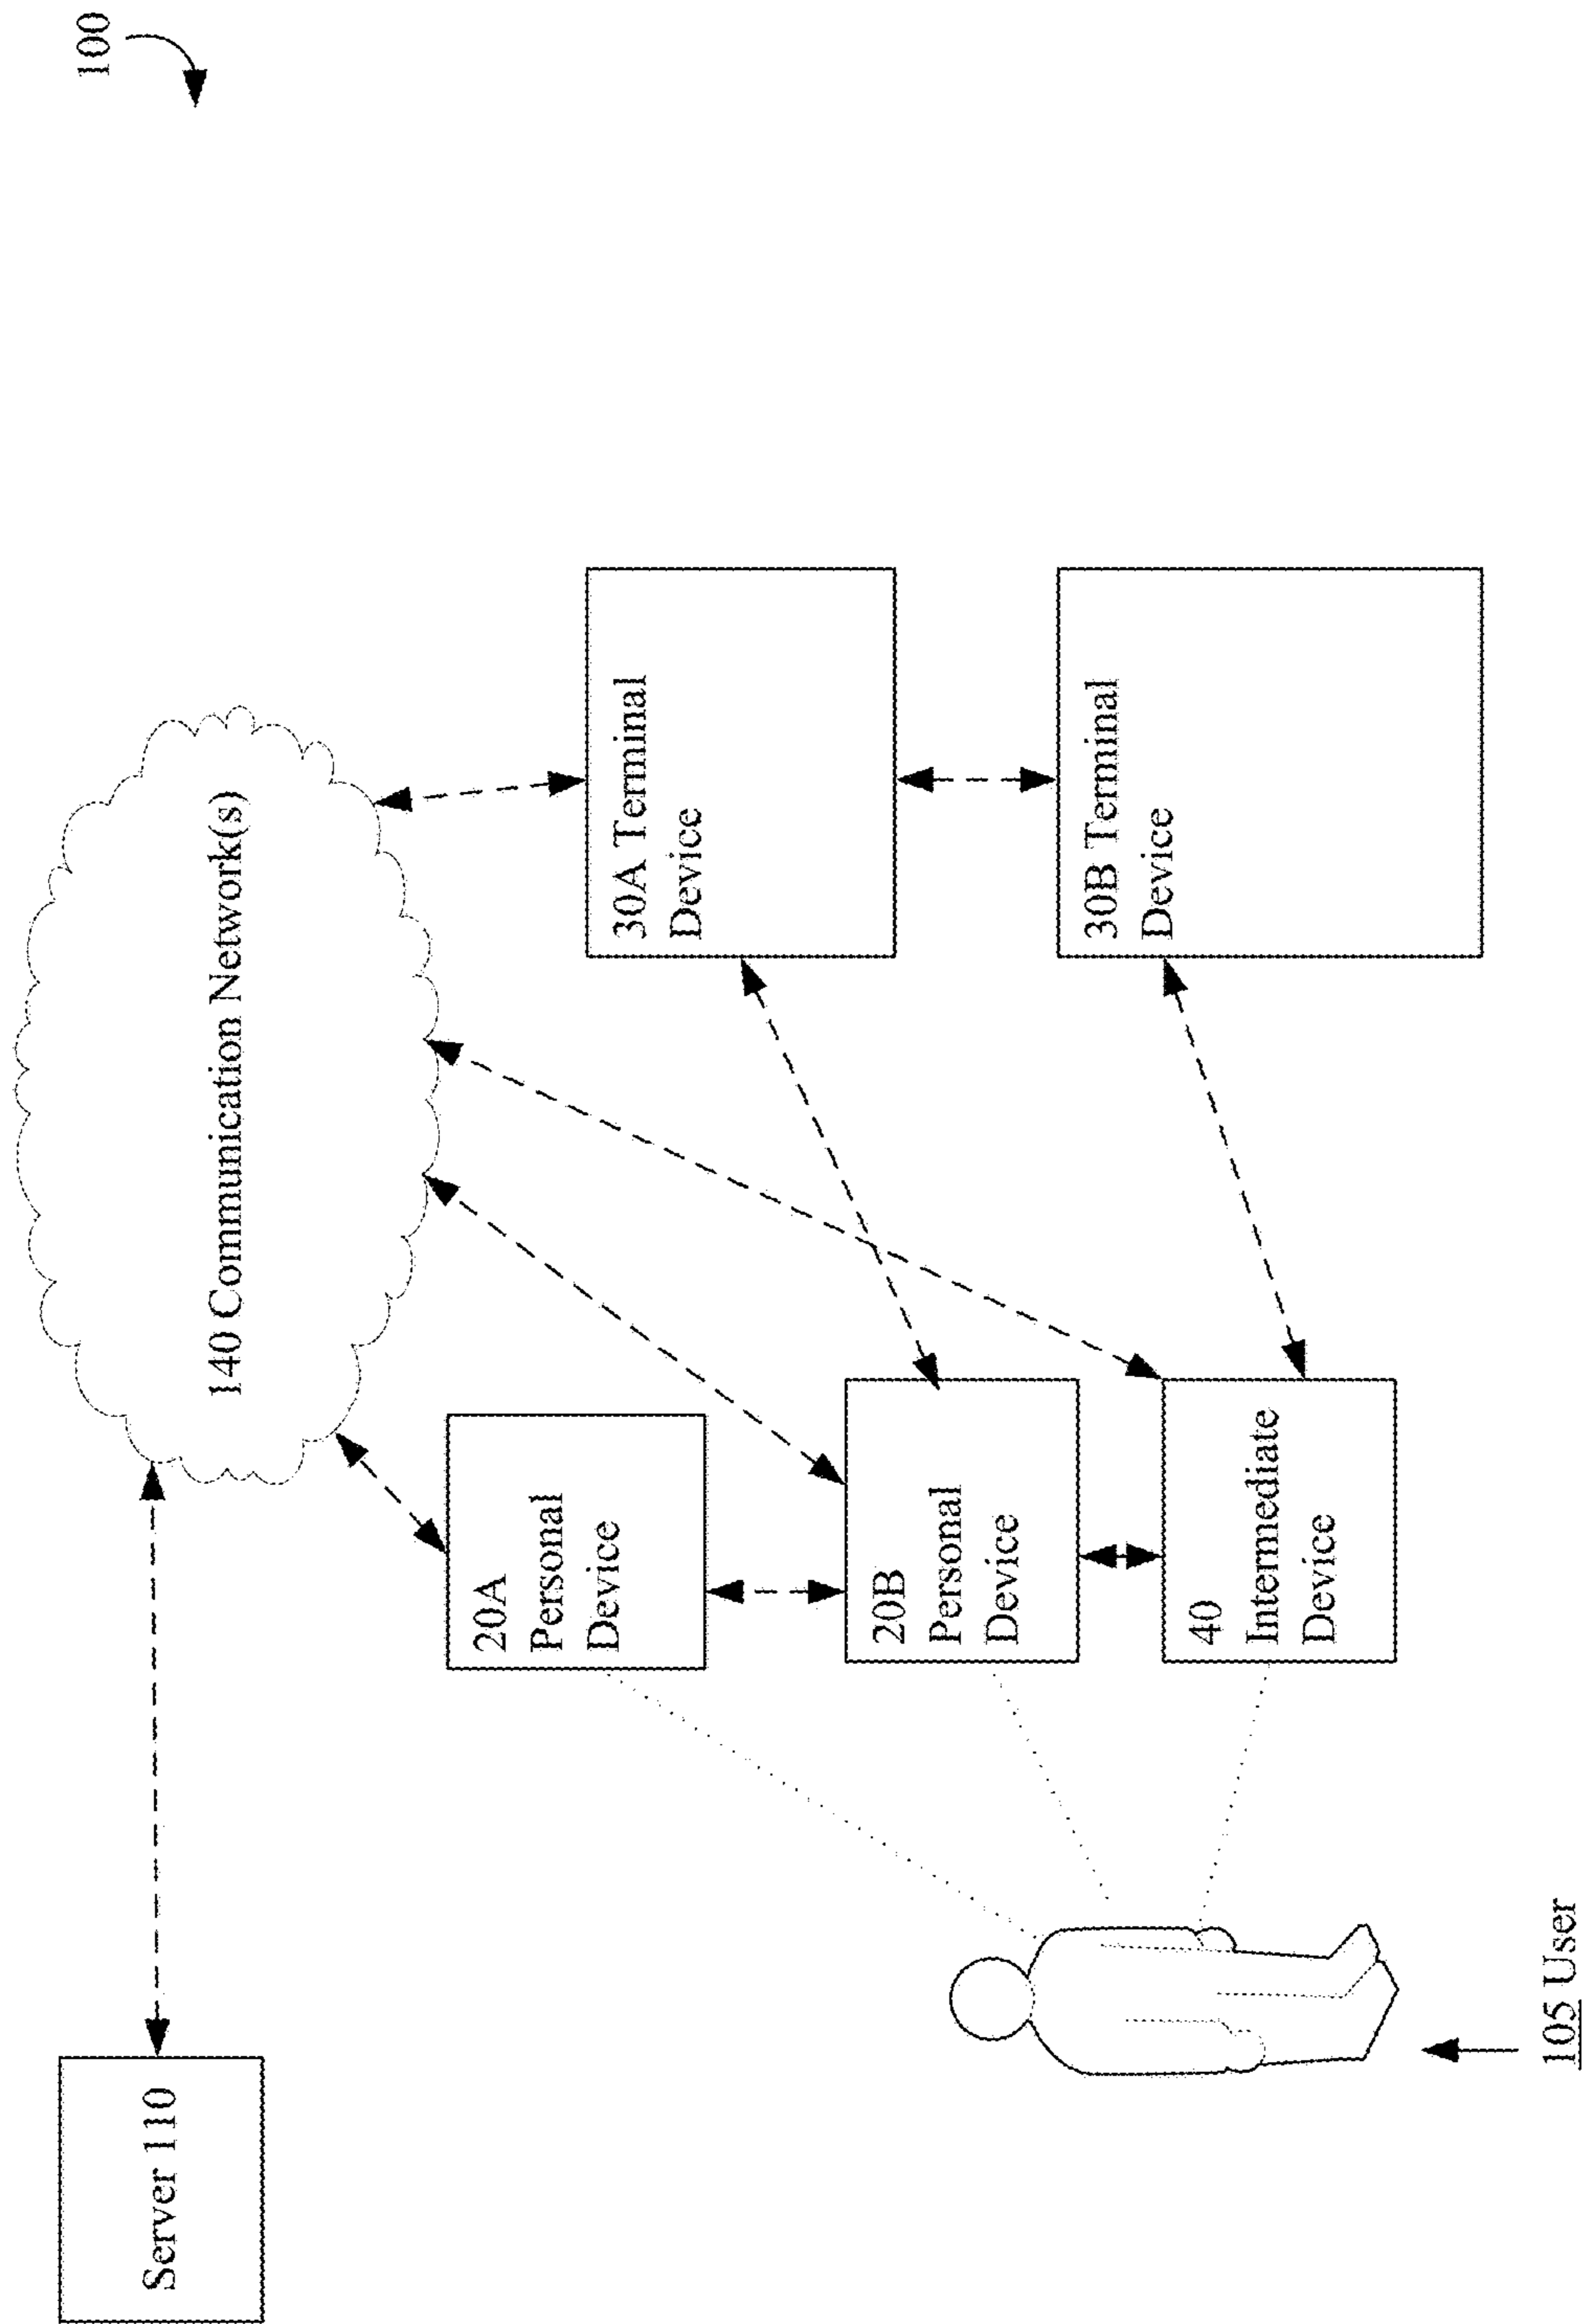 100
Server 110
140 Communication Network(s)
20A
Personal
Device
30A Terminal
Device
20B
Personal
Device
30B Terminal
Device
40
Intermediate
Device
105 User